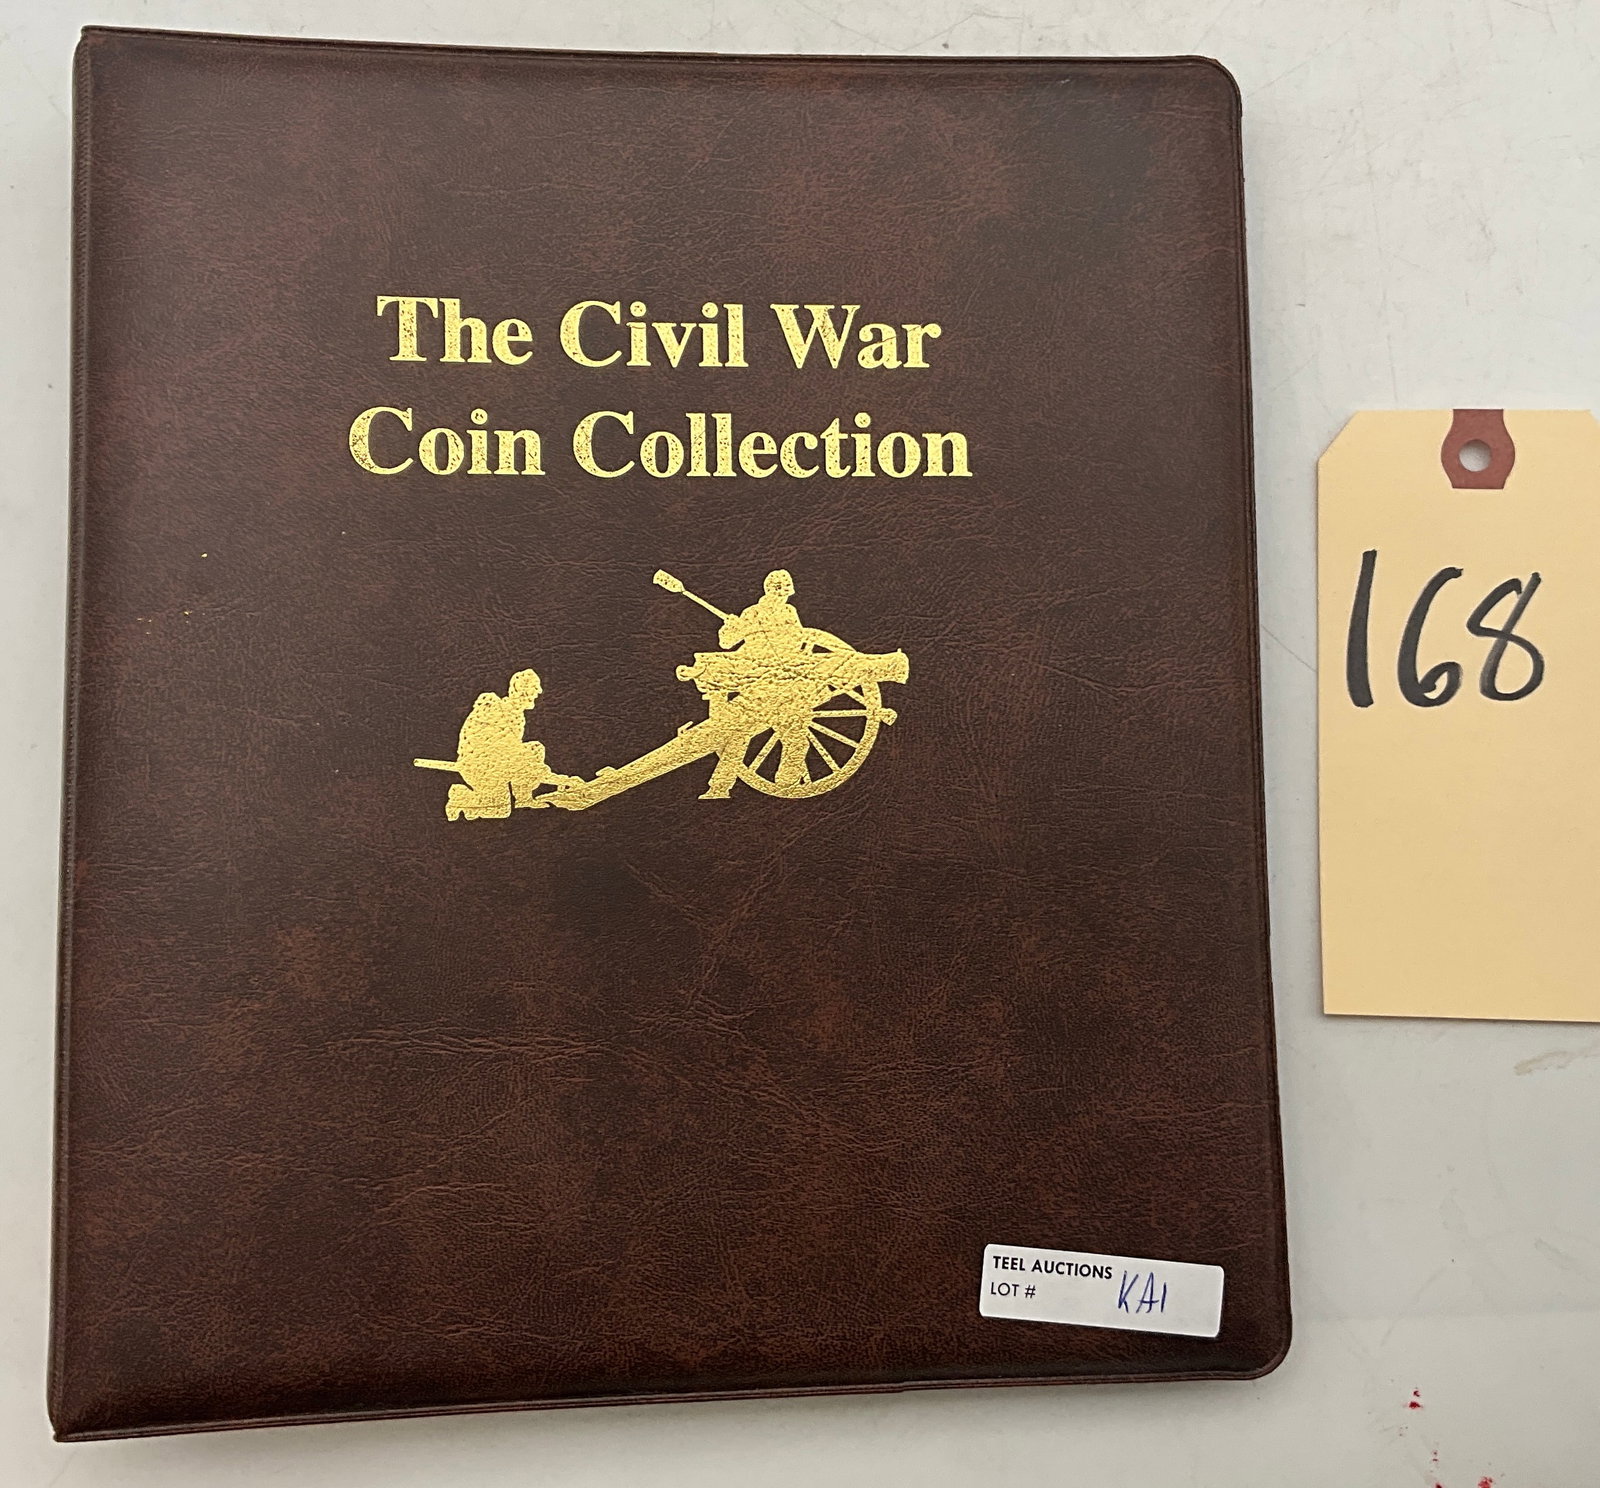 The Civil War
Coin Collection
168
TEEL AUCTIONS
LOT # KA1